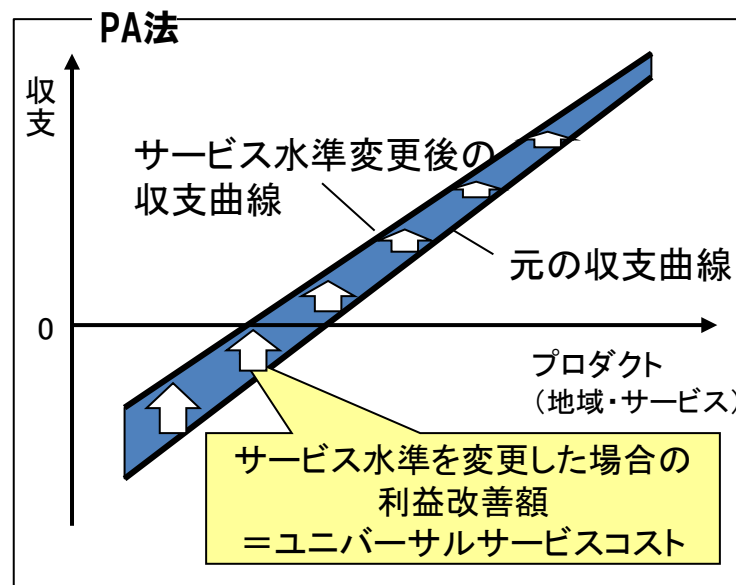 PA法
収支
サービス水準変更後の
収支曲線
元の収支曲線
0
プロダクト
（地域・サービス）
サービス水準を変更した場合の
利益改善額
＝ユニバーサルサービスコスト